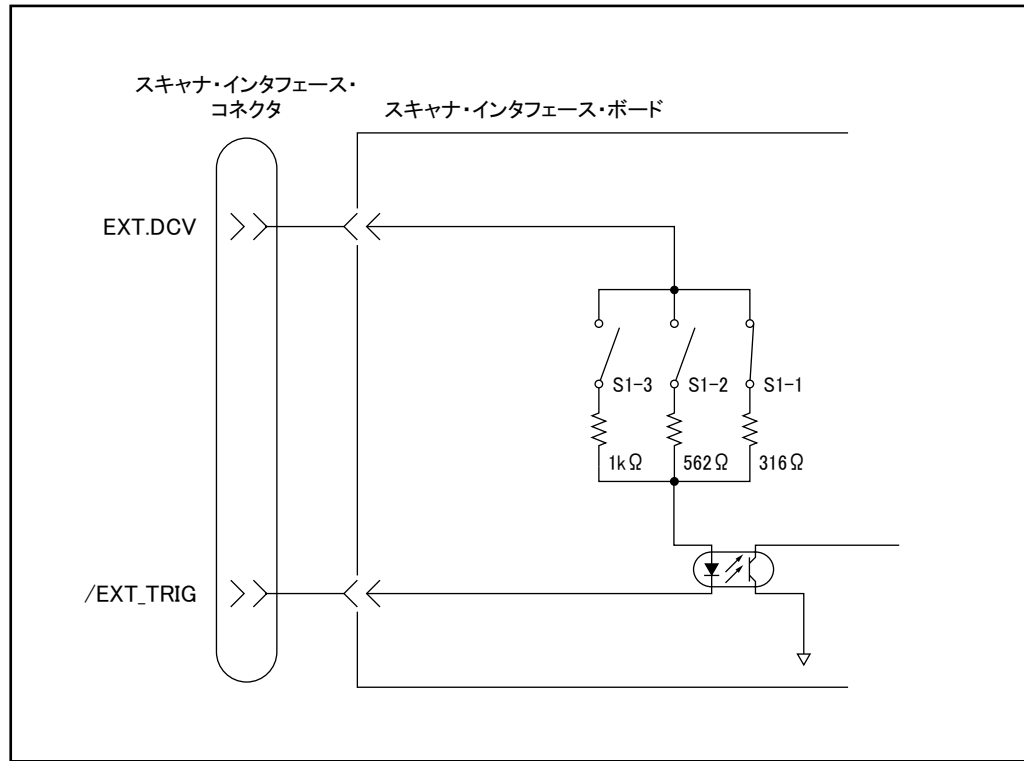 スキャナ・インタフェース・
コネクタ
スキャナ・インタフェース・ボード
EXT.DCV
S1-3
S1-2
S1-1
1kΩ
562Ω
316Ω
/EXT_TRIG